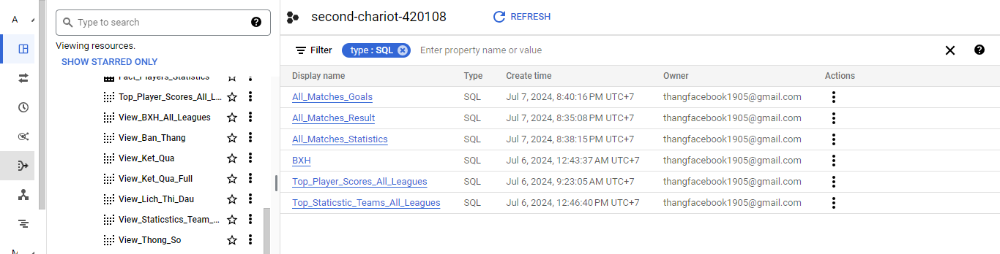 A
Type to search
Viewing resources.
SHOW STARRED ONLY
Fact_Players_Statistics
Top_Player_Scores_All_L...
View_BXH_All_Leagues
View_Ban_Thang
View_Ket_Qua
View_Ket_Qua_Full
View_Lich_Thi_Dau
View_Staticstics_Team_...
View_Thong_So
second-chariot-420108
REFRESH
Filter type : SQL Enter property name or value
Display name Type Create time Owner Actions
All_Matches_Goals SQL Jul 7, 2024, 8:40:16 PM UTC+7 thangfacebook1905@gmail.com
All_Matches_Result SQL Jul 7, 2024, 8:35:08 PM UTC+7 thangfacebook1905@gmail.com
All_Matches_Statistics SQL Jul 7, 2024, 8:38:15 PM UTC+7 thangfacebook1905@gmail.com
BXH SQL Jul 6, 2024, 12:43:37 AM UTC+7 thangfacebook1905@gmail.com
Top_Player_Scores_All_Leagues SQL Jul 6, 2024, 9:23:05 AM UTC+7 thangfacebook1905@gmail.com
Top_Staticstic_Teams_All_Leagues SQL Jul 6, 2024, 12:46:40 PM UTC+7 thangfacebook1905@gmail.com